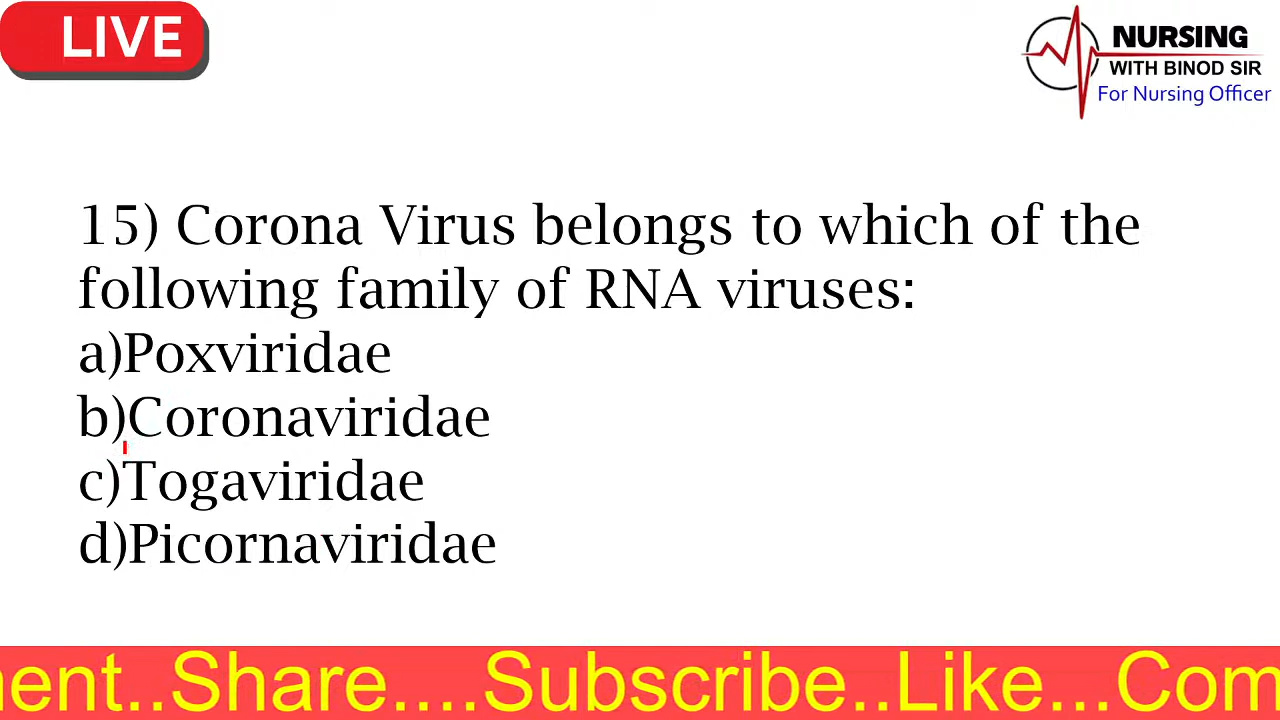 LIVE
NURSING
WITH BINOD SIR
For Nursing Officer
15) Corona Virus belongs to which of the
following family of RNA viruses:
a)Poxviridae
b)Coronaviridae
c)Togaviridae
d)Picornaviridae
nent..Share....Subscribe..Like...Com